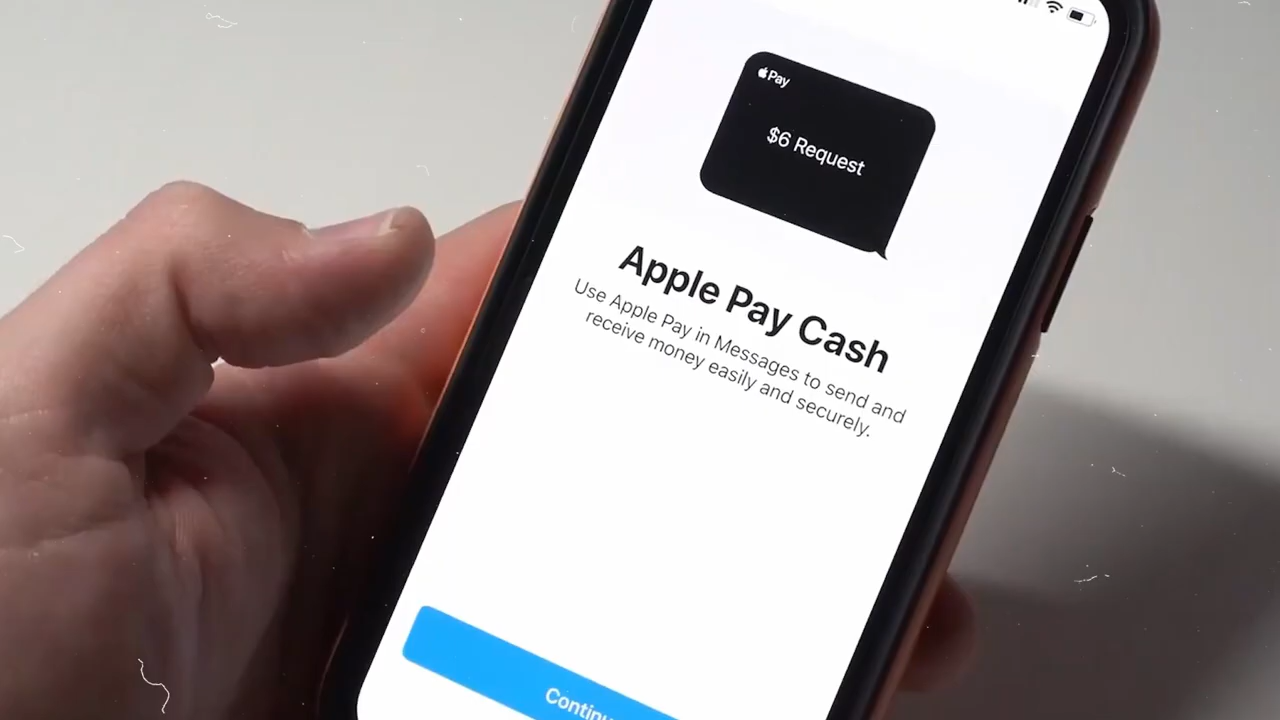 Pay
$6 Request
Apple Pay Cash
Use Apple Pay in Messages to send and
receive money easily and securely.
Continu